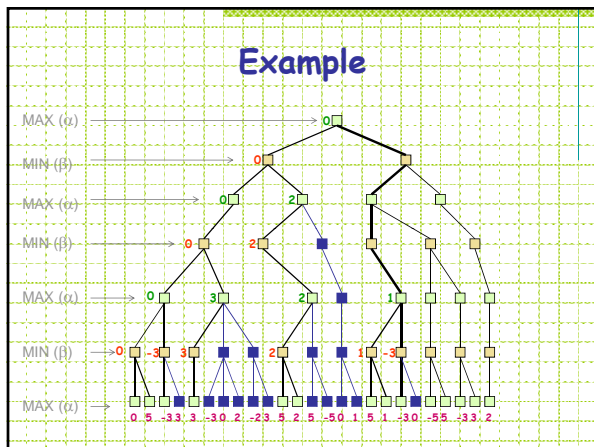 Example
MAX (α) 0
MIN (β) 0
MAX (α) 0 2
MIN (β) 0 2
MAX (α) 0 3 2 1
MIN (β) 0 -3 3 2 1 -3
MAX (α)
0 5 -3 3 3 -3 0 2 -2 3 5 2 5 -5 0 1 5 1 -3 0 -5 5 -3 3 2